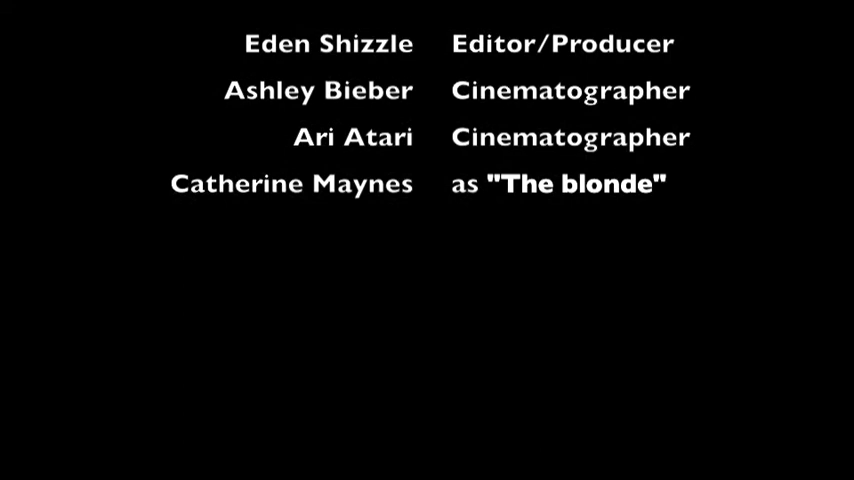 Eden Shizzle Editor/Producer
Ashley Bieber Cinematographer
Ari Atari Cinematographer
Catherine Maynes as "The blonde"